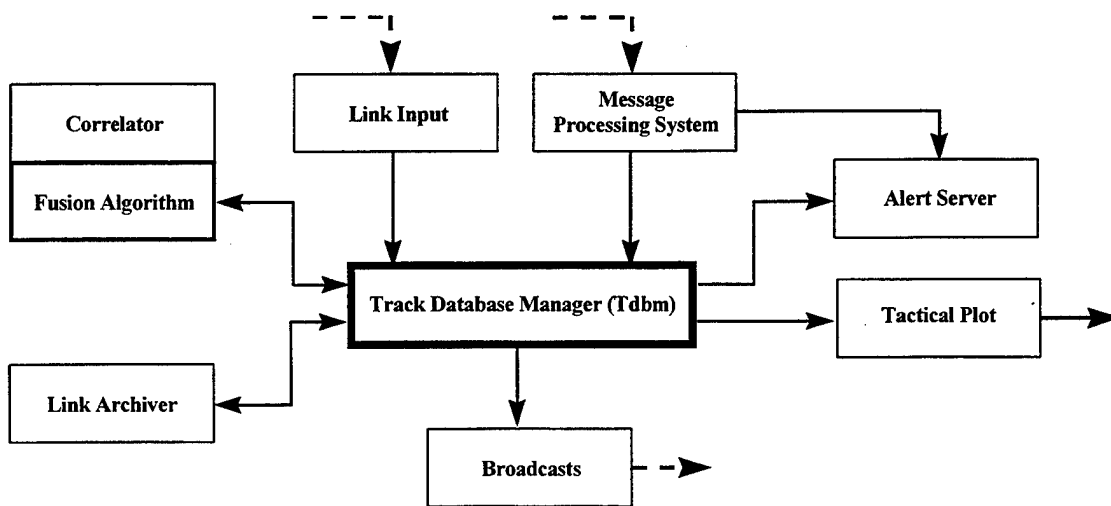 Correlator
Fusion Algorithm
Link Input
Message
Processing System
Alert Server
Track Database Manager (Tdbm)
Tactical Plot
Link Archiver
Broadcasts